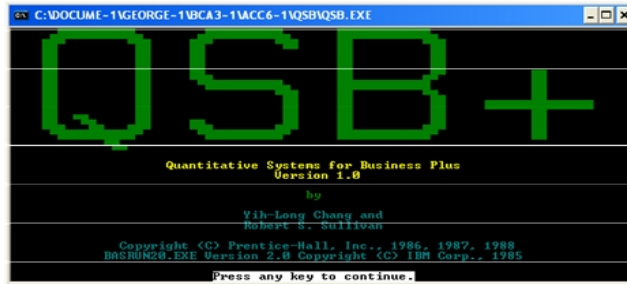 C:\DOCUME~1\GEORGE~1\BCA3~1\ACC6~1\QSB\QSB.EXE
QSB+
Quantitative Systems for Business Plus
Version 1.0
by
Yih-Long Chang and
Robert S. Sullivan
Copyright (C) Prentice-Hall, Inc., 1986, 1987, 1988
BASRUN20.EXE Version 2.0 Copyright (C) IBM Corp., 1985
Press any key to continue.